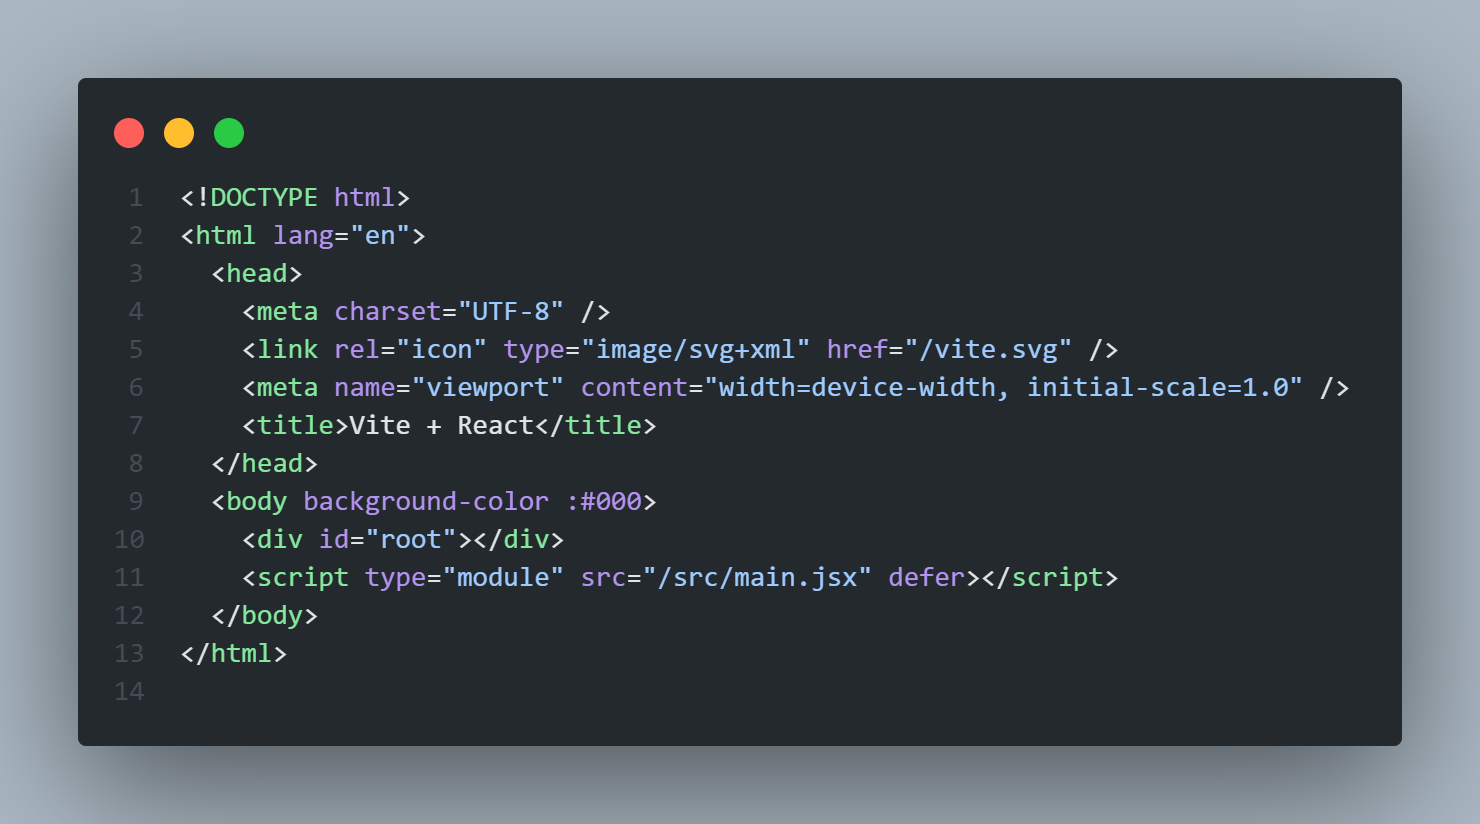 1 <!DOCTYPE html>
2 <html lang="en">
3   <head>
4     <meta charset="UTF-8" />
5     <link rel="icon" type="image/svg+xml" href="/vite.svg" />
6     <meta name="viewport" content="width=device-width, initial-scale=1.0" />
7     <title>Vite + React</title>
8   </head>
9   <body background-color :#000>
10     <div id="root"></div>
11     <script type="module" src="/src/main.jsx" defer></script>
12   </body>
13 </html>
14